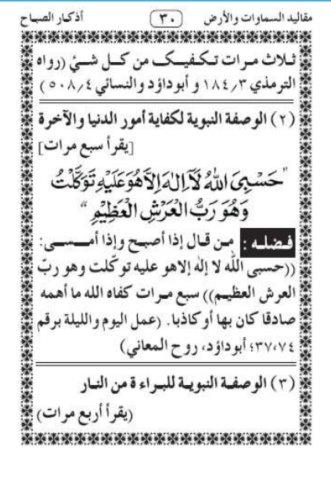 مقاليد السماوات والأرض (٣٠) أذكار الصباح
ثلاث مرات تكفيك من كل شيئ (رواه
الترمذي ١٨٤،٣ و أبوداؤد والنسائي ٥٠٨،٤)
(٢) الوصفة النبوية لكفاية أمور الدنيا والآخرة
[يقرأ سبع مرات]
"حَسْبِيَ اللهُ لَآ إِلٰهَ إِلَّا هُوَ عَلَيْهِ تَوَكَّلْتُ
وَهُوَ رَبُّ الْعَرْشِ الْعَظِيْمِ"
فضله: من قال إذا أصبح وإذا أمسى:
((حسبى الله لا إله إلاهو عليه توكلت وهو ربّ
العرش العظيم)) سبع مرات كفاه الله ما أهمه
صادقا كان بها أوكاذبا. (عمل اليوم والليلة برقم
٣٧،٧٤؛ أبوداؤد، روح المعاني)
(٣) الوصفة النبوية للبراءة من النار
(يقرأ أربع مرات)